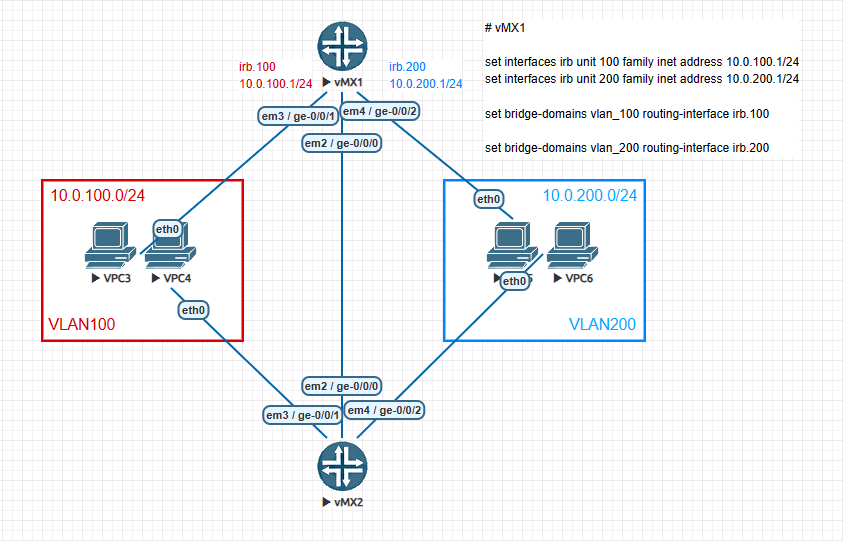 # vMX1
set interfaces irb unit 100 family inet address 10.0.100.1/24
set interfaces irb unit 200 family inet address 10.0.200.1/24
set bridge-domains vlan_100 routing-interface irb.100
set bridge-domains vlan_200 routing-interface irb.200
irb.100
10.0.100.1/24
irb.200
10.0.200.1/24
vMX1
em3 / ge-0/0/1
em4 / ge-0/0/2
em2 / ge-0/0/0
10.0.100.0/24
eth0
VPC3
VPC4
eth0
VLAN100
10.0.200.0/24
eth0
5
VPC6
eth0
VLAN200
em2 / ge-0/0/0
em3 / ge-0/0/1
em4 / ge-0/0/2
vMX2